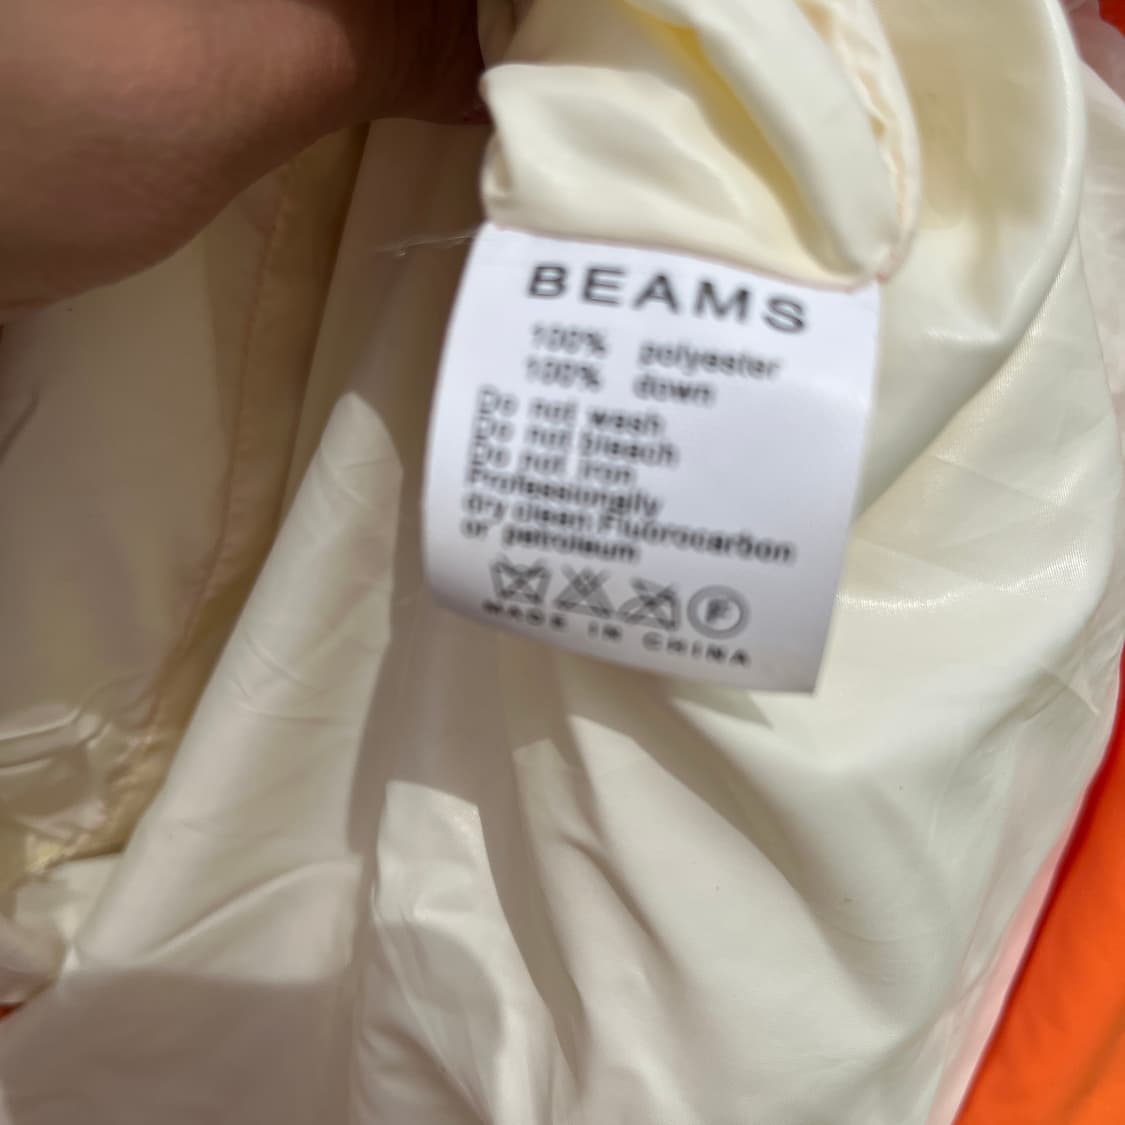 BEAMS
100% polyester
100% down
Do not wash
Do not bleach
Do not iron
Professionally
dry clean Fluorocarbon
or petroleum
F
MADE IN CHINA